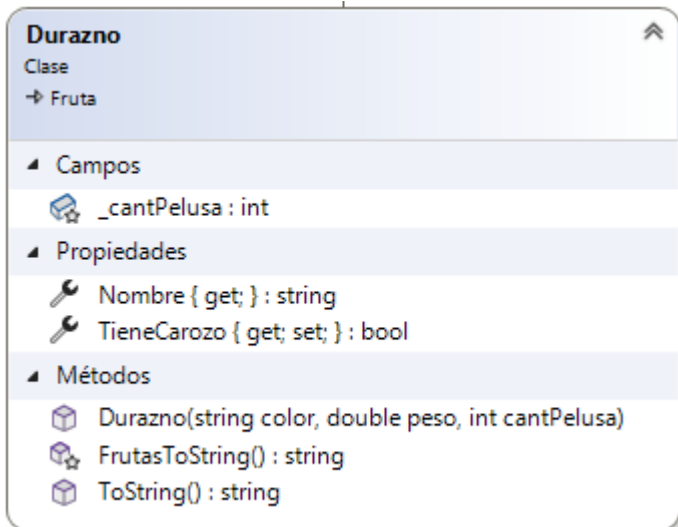 Durazno
Clase
Fruta
Campos
_cantPelusa : int
Propiedades
Nombre { get; } : string
TieneCarozo { get; set; } : bool
Métodos
Durazno(string color, double peso, int cantPelusa)
FrutasToString() : string
ToString() : string